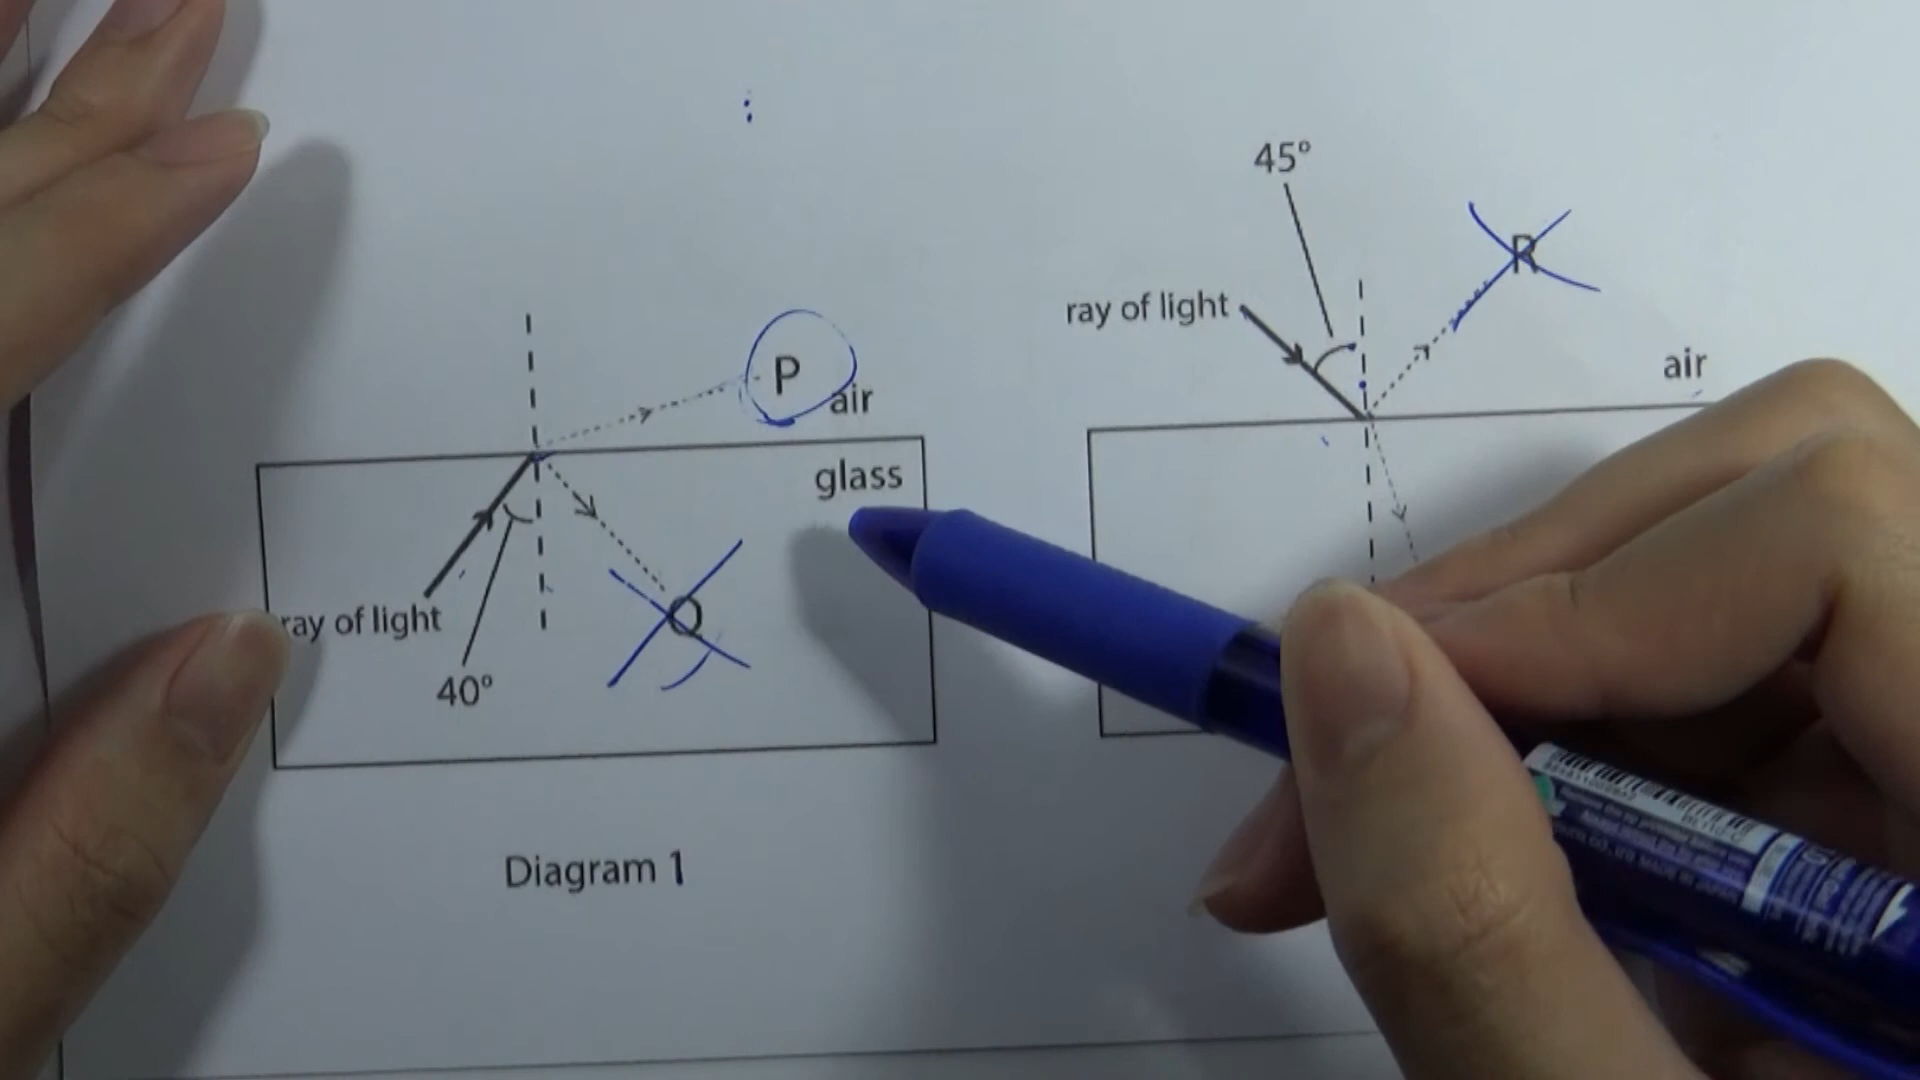 45°
R
ray of light
P
air
air
glass
ray of light
Q
40°
Diagram 1